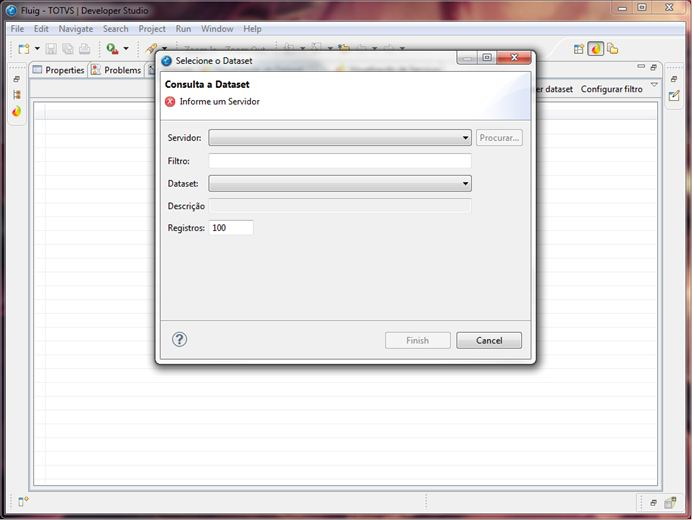 Fluig - TOTVS | Developer Studio
File Edit Navigate Search Project Run Window Help
Selecione o Dataset
Properties Problems
Consulta a Dataset
Informe um Servidor
er dataset Configurar filtro
Servidor: Procurar...
Filtro:
Dataset:
Descrição
Registros: 100
Finish Cancel